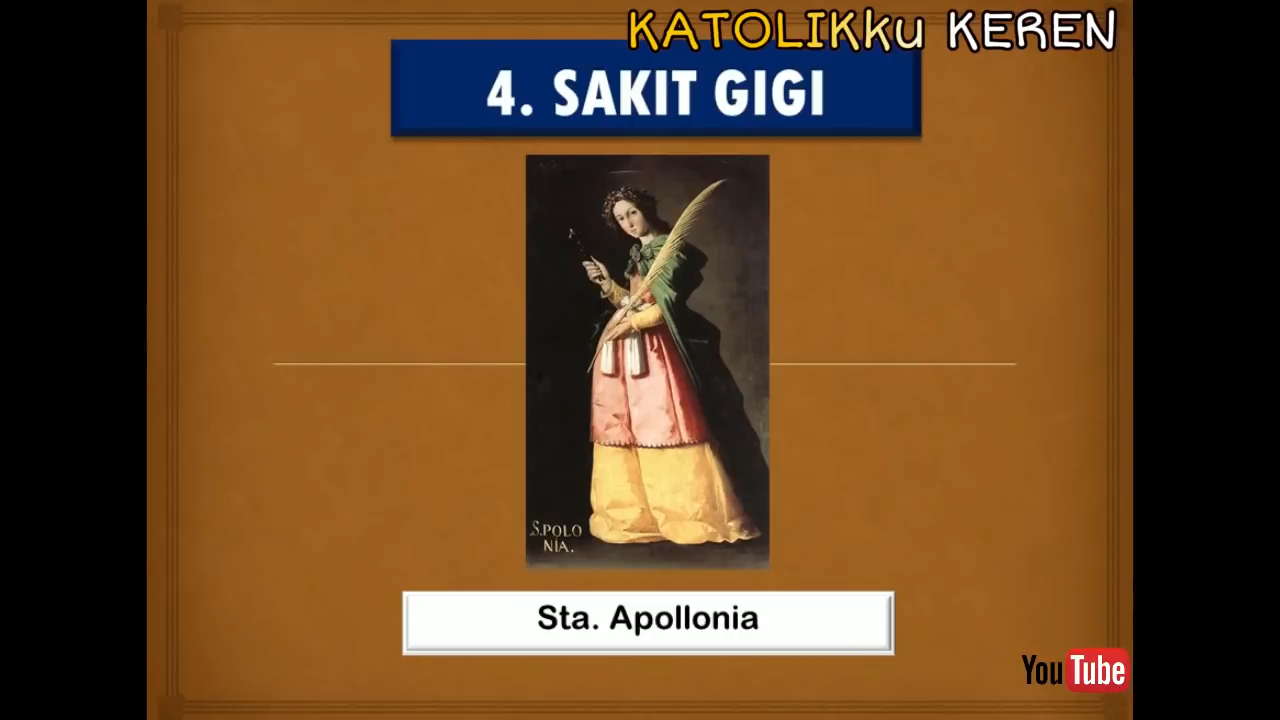 KATOLIKku KEREN
4. SAKIT GIGI
S.POLO
NIA.
Sta. Apollonia
YouTube